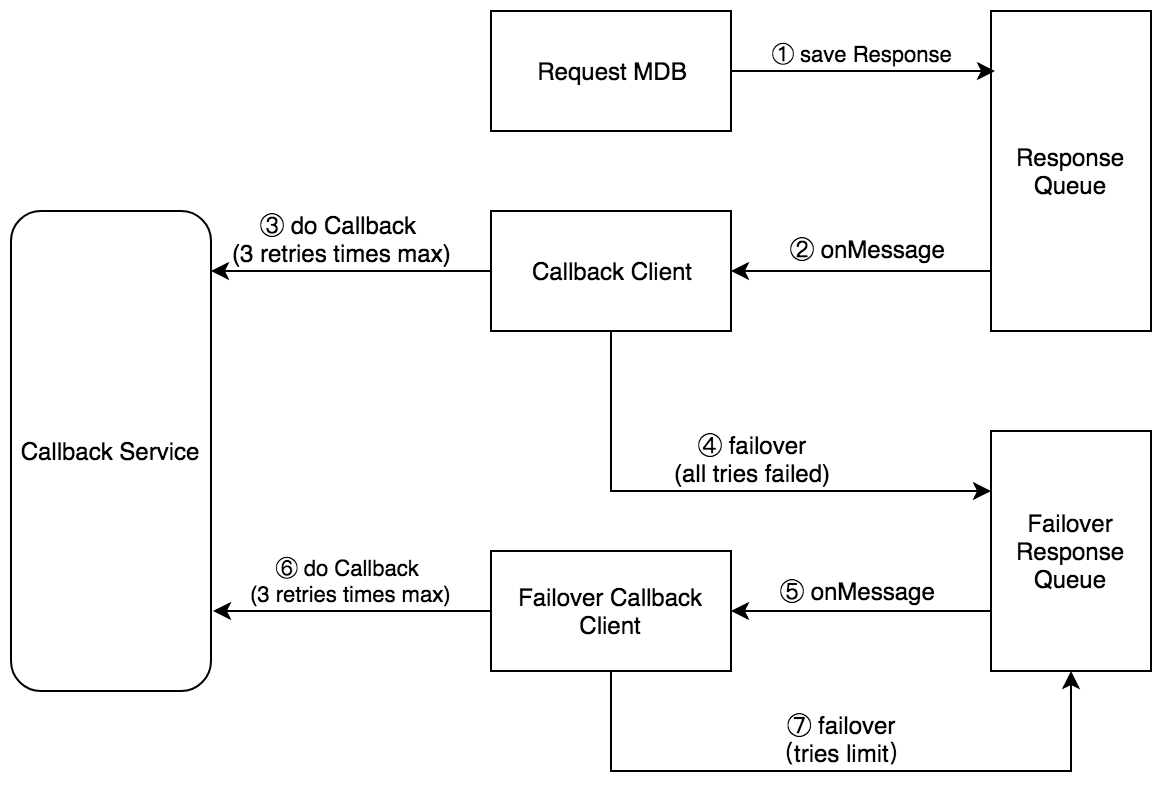 ① save Response
Request MDB
Response
Queue
③ do Callback
(3 retries times max)
② onMessage
Callback Client
Callback Service
④ failover
(all tries failed)
Failover
Response
Queue
⑥ do Callback
(3 retries times max)
⑤ onMessage
Failover Callback
Client
⑦ failover
(tries limit)